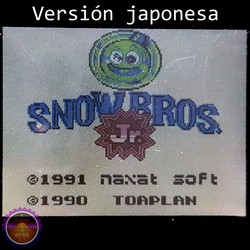 Versión japonesa
SNOW BROS.
Jr.
©1991 naxat soft
©1990 TOAPLAN